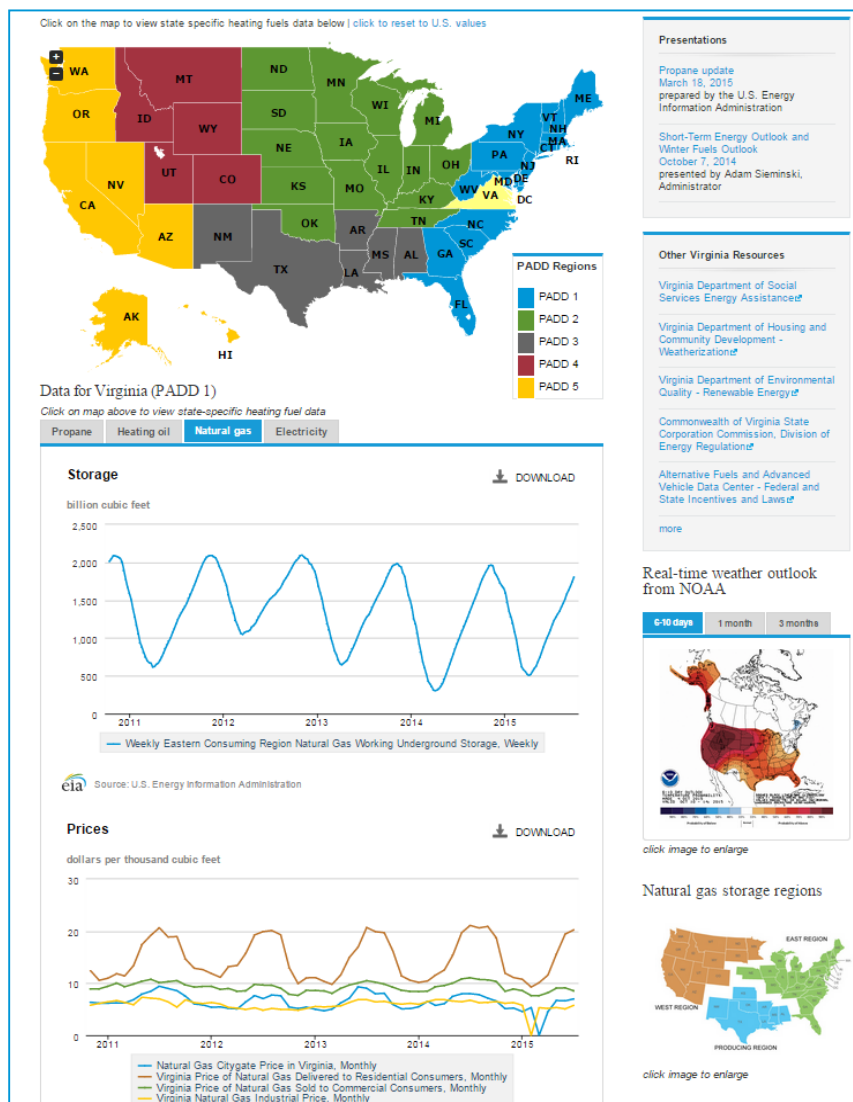 Click on the map to view state specific heating fuels data below | click to reset to U.S. values
+
−
WA
MT
ND
MN
ME
OR
ID
SD
WI
MI
VT
NH
NY
MA
CT
RI
WY
NE
IA
PA
NJ
NV
UT
CO
KS
IL
IN
OH
MD
DE
WV
VA
DC
CA
MO
KY
AZ
NM
OK
AR
TN
NC
SC
TX
LA
MS
AL
GA
FL
AK
HI
PADD Regions
PADD 1
PADD 2
PADD 3
PADD 4
PADD 5
Data for Virginia (PADD 1)
Click on map above to view state-specific heating fuel data
Propane
Heating oil
Natural gas
Electricity
Storage
DOWNLOAD
billion cubic feet
2,500
2,000
1,500
1,000
500
0
2011
2012
2013
2014
2015
Weekly Eastern Consuming Region Natural Gas Working Underground Storage, Weekly
eia
Source: U.S. Energy Information Administration
Prices
DOWNLOAD
dollars per thousand cubic feet
30
20
10
0
2011
2012
2013
2014
2015
Natural Gas Citygate Price in Virginia, Monthly
Virginia Price of Natural Gas Delivered to Residential Consumers, Monthly
Virginia Price of Natural Gas Sold to Commercial Consumers, Monthly
Virginia Natural Gas Industrial Price, Monthly
Presentations
Propane update
March 18, 2015
prepared by the U.S. Energy
Information Administration
Short-Term Energy Outlook and
Winter Fuels Outlook
October 7, 2014
presented by Adam Sieminski,
Administrator
Other Virginia Resources
Virginia Department of Social
Services Energy Assistance
Virginia Department of Housing and
Community Development -
Weatherization
Virginia Department of Environmental
Quality - Renewable Energy
Commonwealth of Virginia State
Corporation Commission, Division of
Energy Regulation
Alternative Fuels and Advanced
Vehicle Data Center - Federal and
State Incentives and Laws
more
Real-time weather outlook
from NOAA
6-10 days
1 month
3 months
click image to enlarge
Natural gas storage regions
EAST REGION
WEST REGION
PRODUCING REGION
click image to enlarge